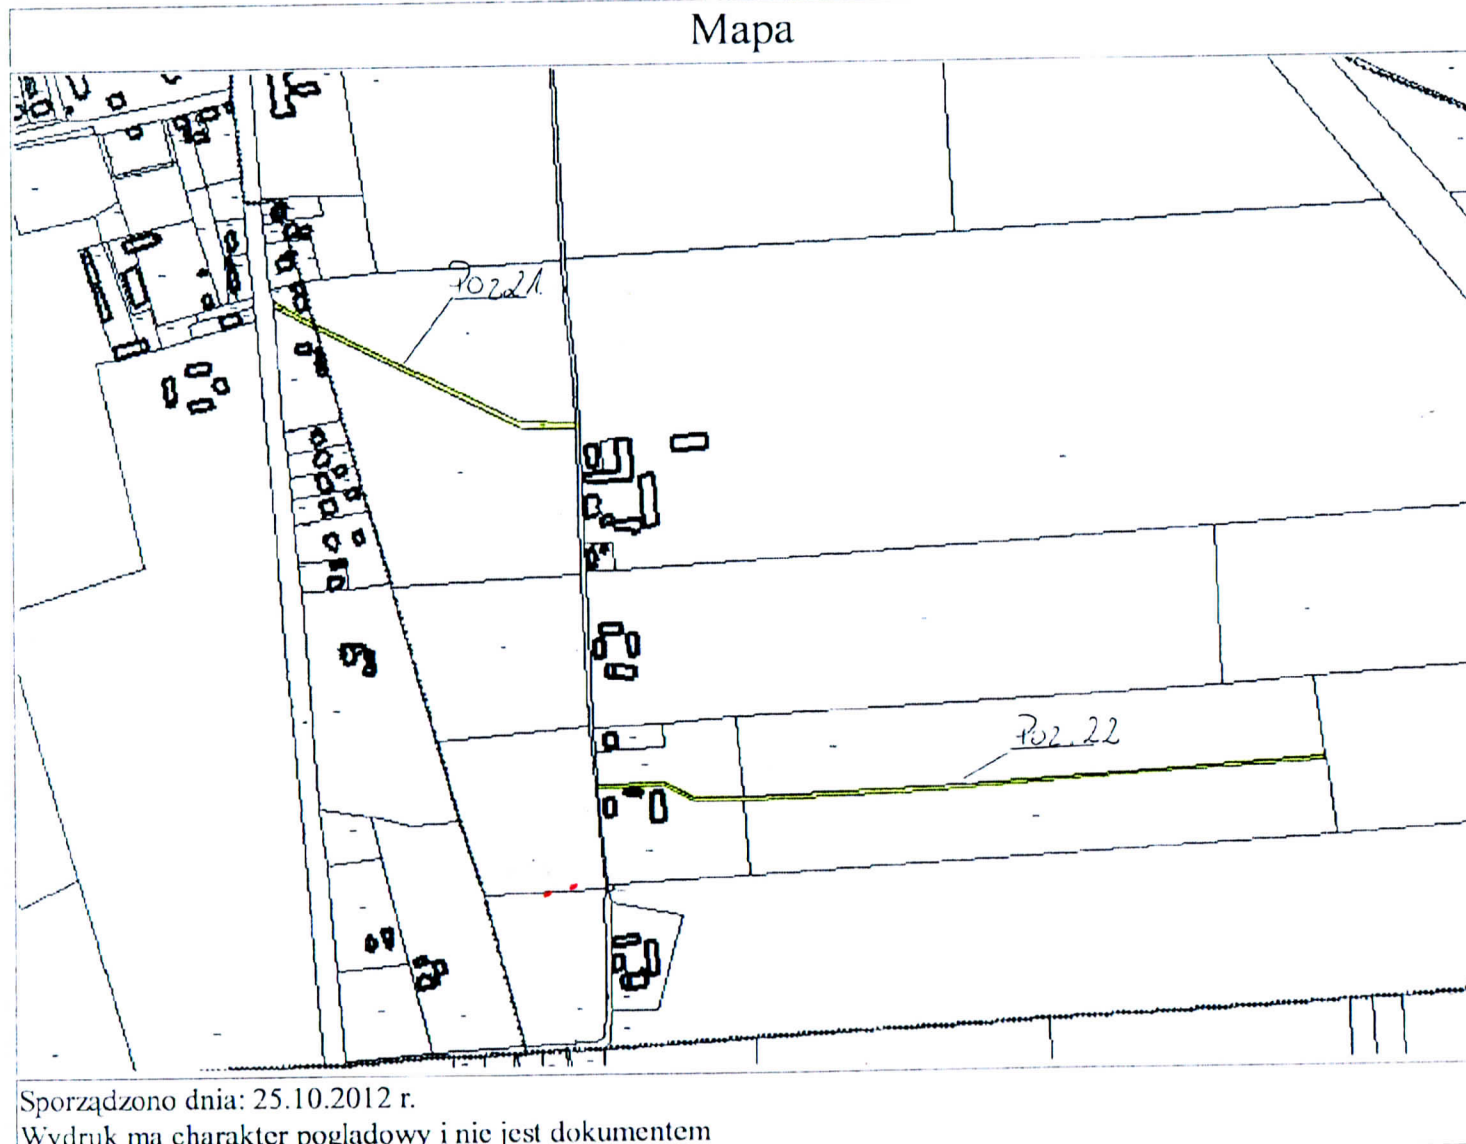 Mapa
Poz 21.
Poz. 22
Sporządzono dnia: 25.10.2012 r.
Wydruk ma charakter poglądowy i nie jest dokumentem